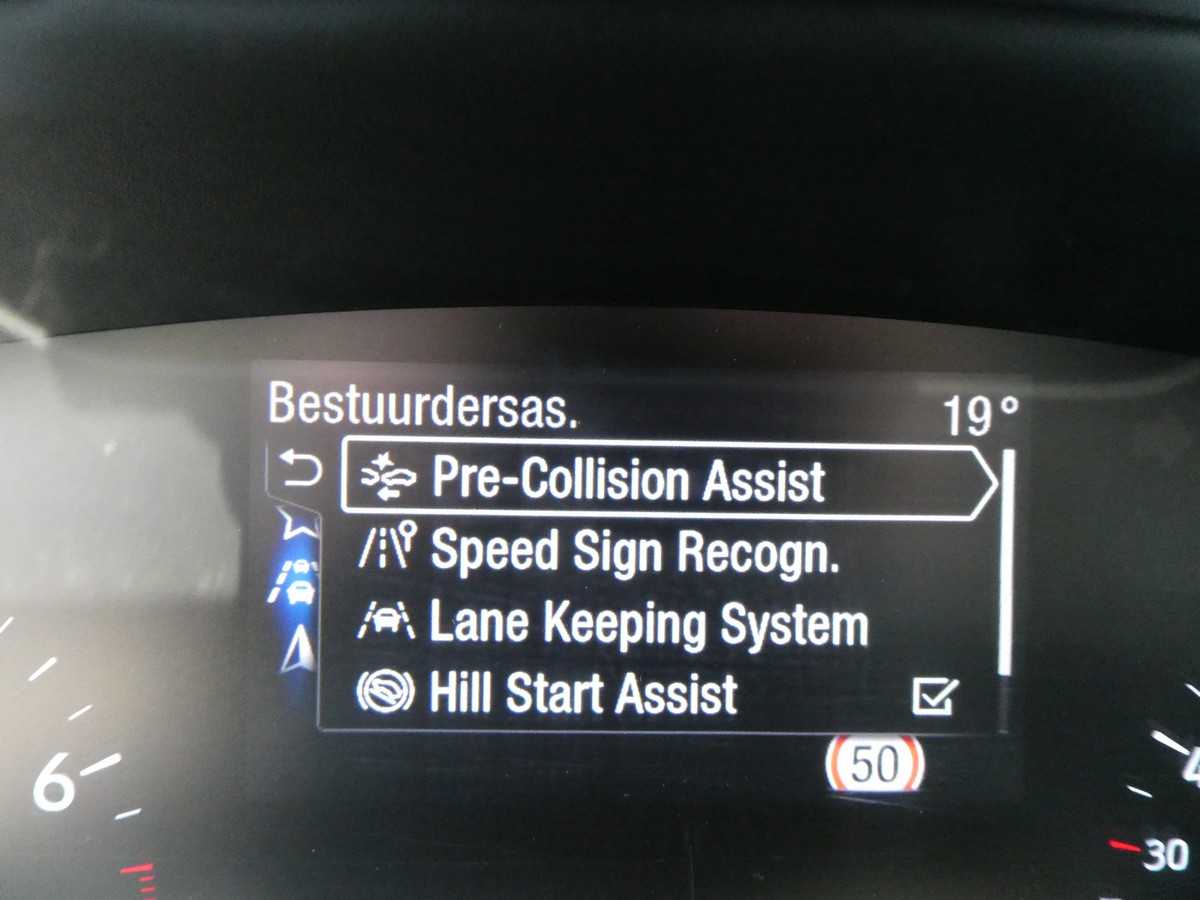 Bestuurdersas. 19°
Pre-Collision Assist
Speed Sign Recogn.
Lane Keeping System
Hill Start Assist
50
6
30